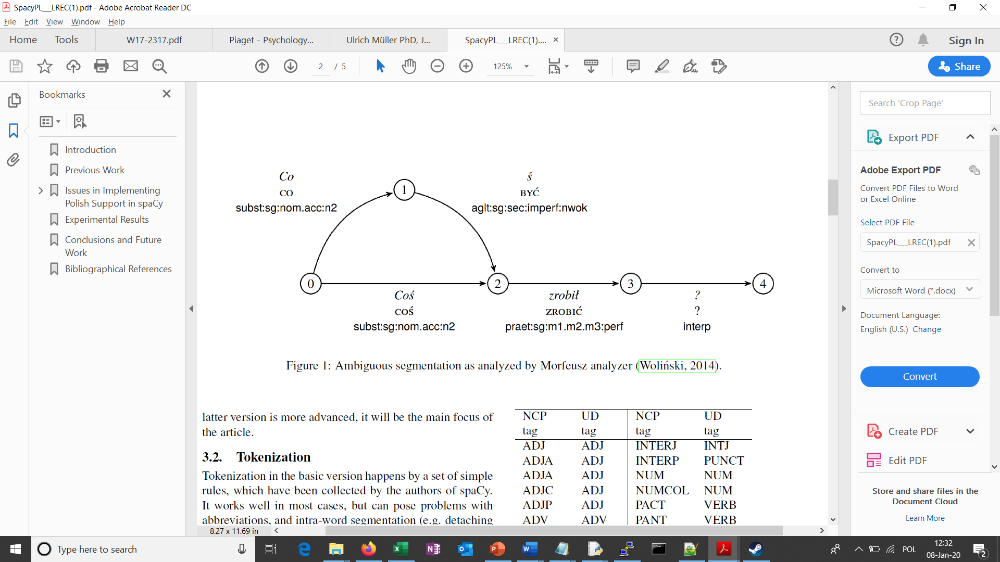 SpacyPL___LREC(1).pdf - Adobe Acrobat Reader DC
File Edit View Window Help
Home Tools W17-2317.pdf Piaget - Psychology... Ulrich Müller PhD, J... SpacyPL___LREC(1)....
Sign In
2 / 5 125%
Share
Bookmarks
Introduction
Previous Work
Issues in Implementing
Polish Support in spaCy
Experimental Results
Conclusions and Future
Work
Bibliographical References
Co
CO
subst:sg:nom.acc:n2
1
ś
BYĆ
aglt:sg:sec:imperf:nwok
0
2
3
4
Coś
COŚ
subst:sg:nom.acc:n2
zrobił
ZROBIĆ
praet:sg:m1.m2.m3:perf
?
?
interp
Figure 1: Ambiguous segmentation as analyzed by Morfeusz analyzer (Woliński, 2014).
latter version is more advanced, it will be the main focus of
the article.
3.2. Tokenization
Tokenization in the basic version happens by a set of simple
rules, which have been collected by the authors of spaCy.
It works well in most cases, but can pose problems with
abbreviations, and intra-word segmentation (e.g. detaching
NCP UD NCP UD
tag tag tag tag
ADJ ADJ INTERJ INTJ
ADJA ADJ INTERP PUNCT
ADJA ADJ NUM NUM
ADJC ADJ NUMCOL NUM
ADJP ADJ PACT VERB
ADV ADV PANT VERB
8.27 x 11.69 in
Search 'Crop Page'
Export PDF
Adobe Export PDF
Convert PDF Files to Word
or Excel Online
Select PDF File
SpacyPL___LREC(1).pdf
Convert to
Microsoft Word (*.docx)
Document Language:
English (U.S.) Change
Convert
Create PDF
Edit PDF
Store and share files in the
Document Cloud
Learn More
Type here to search
POL
12:32
08-Jan-20
2